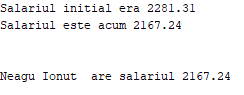 Salariul initial era 2281.31
Salariul este acum 2167.24
Neagu Ionut  are salariul 2167.24